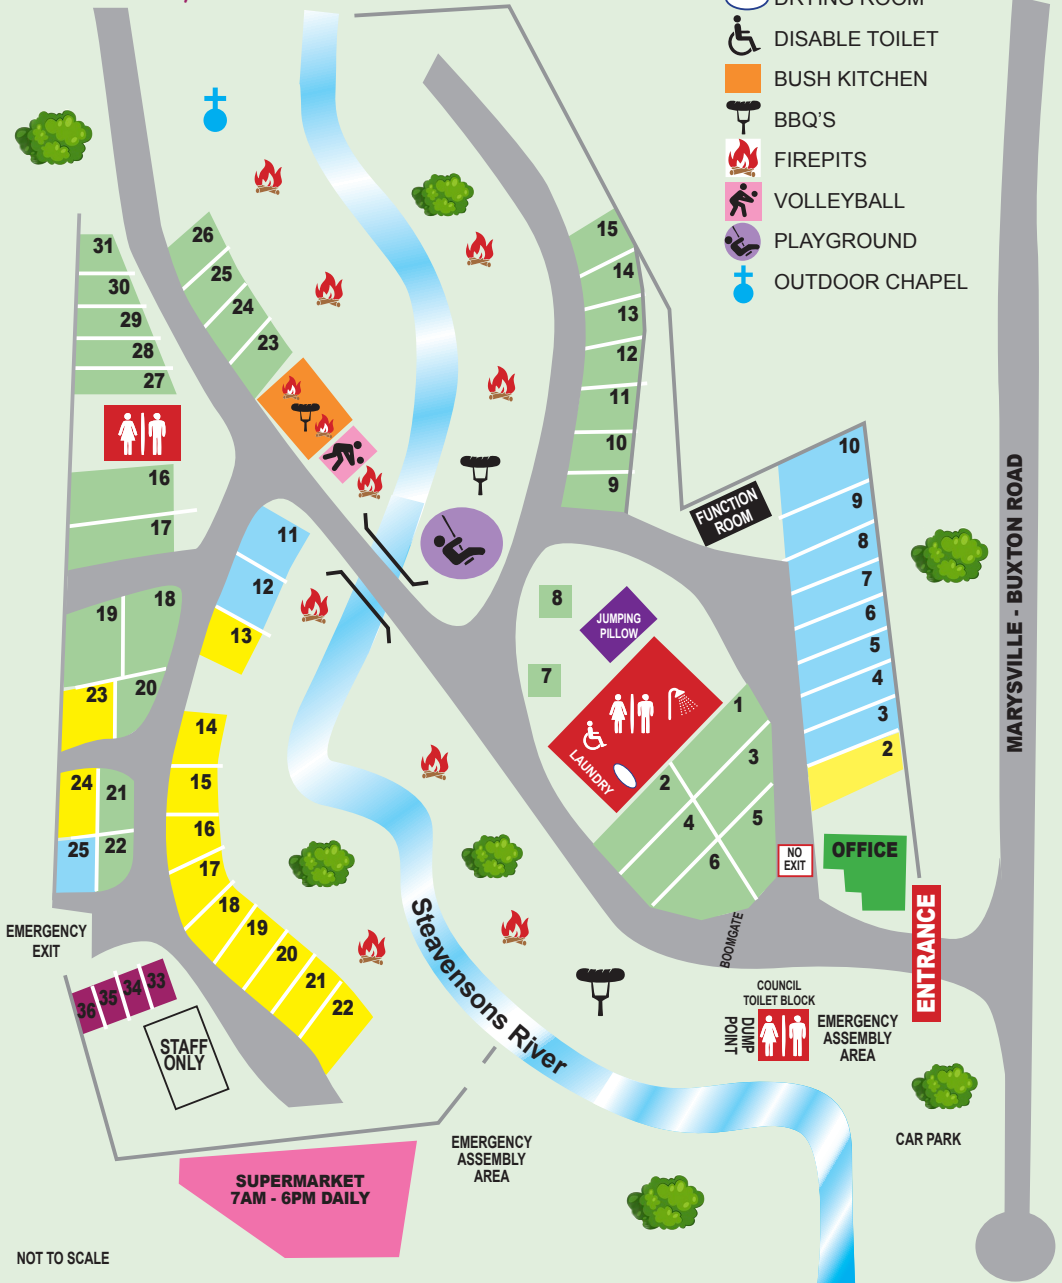 DRYING ROOM
DISABLE TOILET
BUSH KITCHEN
BBQ'S
FIREPITS
VOLLEYBALL
PLAYGROUND
OUTDOOR CHAPEL
31
30
29
28
27
26
25
24
23
15
14
13
12
11
10
9
16
17
11
12
13
19
18
23
20
24
21
25
22
14
15
16
17
18
19
20
21
22
FUNCTION
ROOM
10
9
8
7
6
5
4
3
2
8
7
JUMPING
PILLOW
LAUNDRY
1
3
2
5
4
6
NO
EXIT
OFFICE
BOOMGATE
ENTRANCE
MARYSVILLE - BUXTON ROAD
EMERGENCY
EXIT
36
35
34
33
STAFF
ONLY
Steavensons River
COUNCIL
TOILET BLOCK
DUMP
POINT
EMERGENCY
ASSEMBLY
AREA
CAR PARK
EMERGENCY
ASSEMBLY
AREA
SUPERMARKET
7AM - 6PM DAILY
NOT TO SCALE